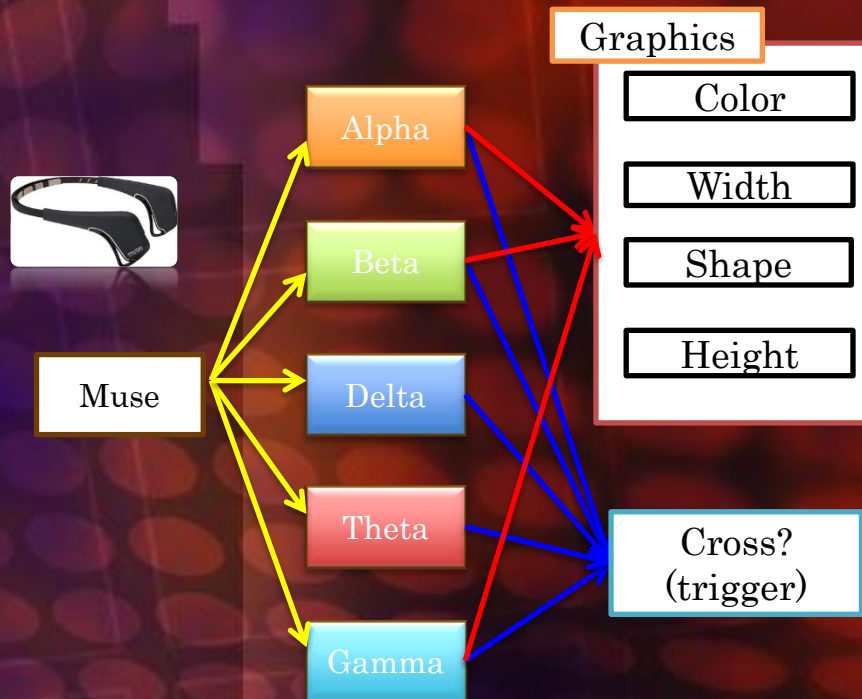 Graphics
Color
Width
Shape
Height
Alpha
Beta
Delta
Theta
Gamma
Muse
Cross?
(trigger)